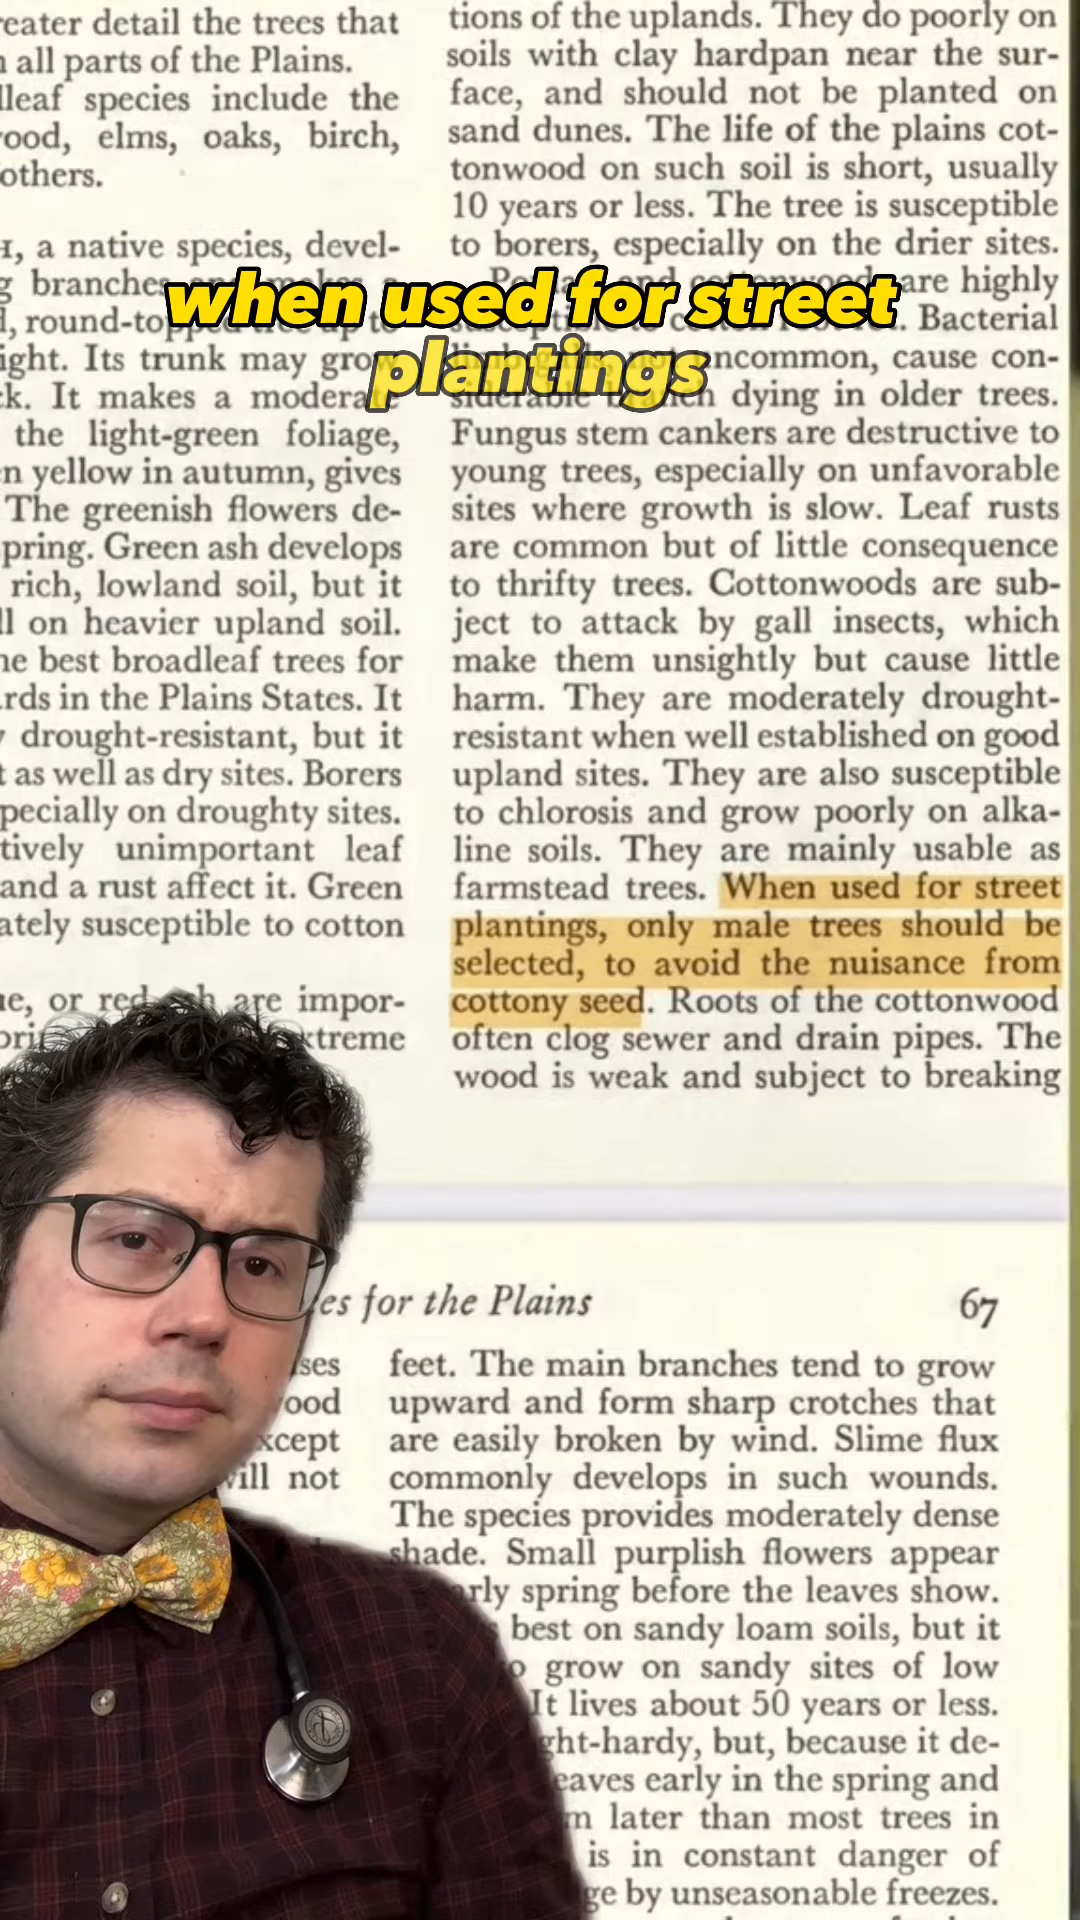 when used for street
plantings
eater detail the trees that
all parts of the Plains.
lleaf species include the
ood, elms, oaks, birch,
others.
, a native species, devel-
g branches
, round-to
ight. Its trunk may grow
k. It makes a moderate
the light-green foliage,
n yellow in autumn, gives
The greenish flowers de-
pring. Green ash develops
rich, lowland soil, but it
ll on heavier upland soil.
he best broadleaf trees for
rds in the Plains States. It
drought-resistant, but it
t as well as dry sites. Borers
pecially on droughty sites.
tively unimportant leaf
and a rust affect it. Green
ately susceptible to cotton
e, or red ash are impor-
xtreme
tions of the uplands. They do poorly on
soils with clay hardpan near the sur-
face, and should not be planted on
sand dunes. The life of the plains cot-
tonwood on such soil is short, usually
10 years or less. The tree is susceptible
to borers, especially on the drier sites.
are highly
Bacterial
uncommon, cause con-
siderable branch dying in older trees.
Fungus stem cankers are destructive to
young trees, especially on unfavorable
sites where growth is slow. Leaf rusts
are common but of little consequence
to thrifty trees. Cottonwoods are sub-
ject to attack by gall insects, which
make them unsightly but cause little
harm. They are moderately drought-
resistant when well established on good
upland sites. They are also susceptible
to chlorosis and grow poorly on alka-
line soils. They are mainly usable as
farmstead trees. When used for street
plantings, only male trees should be
selected, to avoid the nuisance from
cottony seed. Roots of the cottonwood
often clog sewer and drain pipes. The
wood is weak and subject to breaking
es for the Plains 67
ses
ood
xcept
will not
feet. The main branches tend to grow
upward and form sharp crotches that
are easily broken by wind. Slime flux
commonly develops in such wounds.
The species provides moderately dense
shade. Small purplish flowers appear
rly spring before the leaves show.
best on sandy loam soils, but it
o grow on sandy sites of low
It lives about 50 years or less.
ght-hardy, but, because it de-
eaves early in the spring and
m later than most trees in
is in constant danger of
ge by unseasonable freezes.